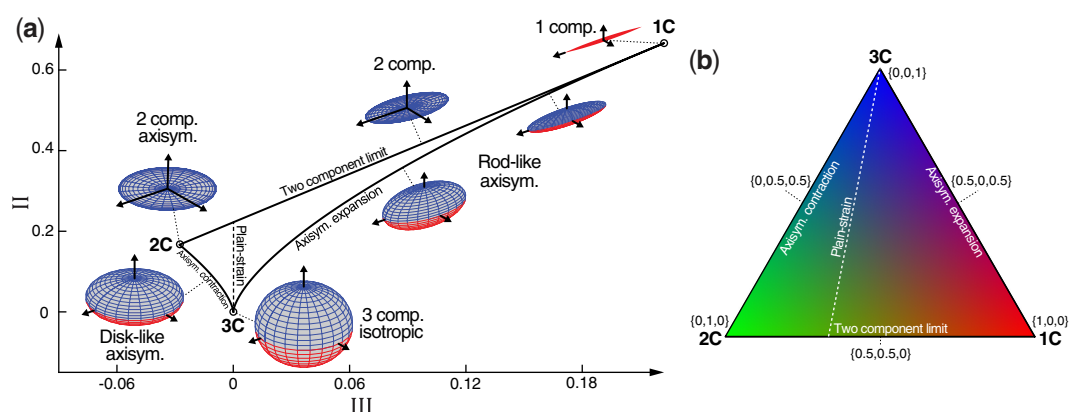 (a)
1C
1 comp.
0.6
2 comp.
2 comp.
axisym.
0.4
Two component limit
Rod-like
axisym.
II
Axisym. expansion
0.2
2C
Plain-strain
Axisym. contraction
0
3C
3 comp.
isotropic
Disk-like
axisym.
-0.06
0
0.06
0.12
0.18
III
(b)
3C
{0,0,1}
Axisym. contraction
Axisym. expansion
{0,0.5,0.5}
{0.5,0,0.5}
Plain-strain
{0,1,0}
Two component limit
{1,0,0}
2C
1C
{0.5,0.5,0}